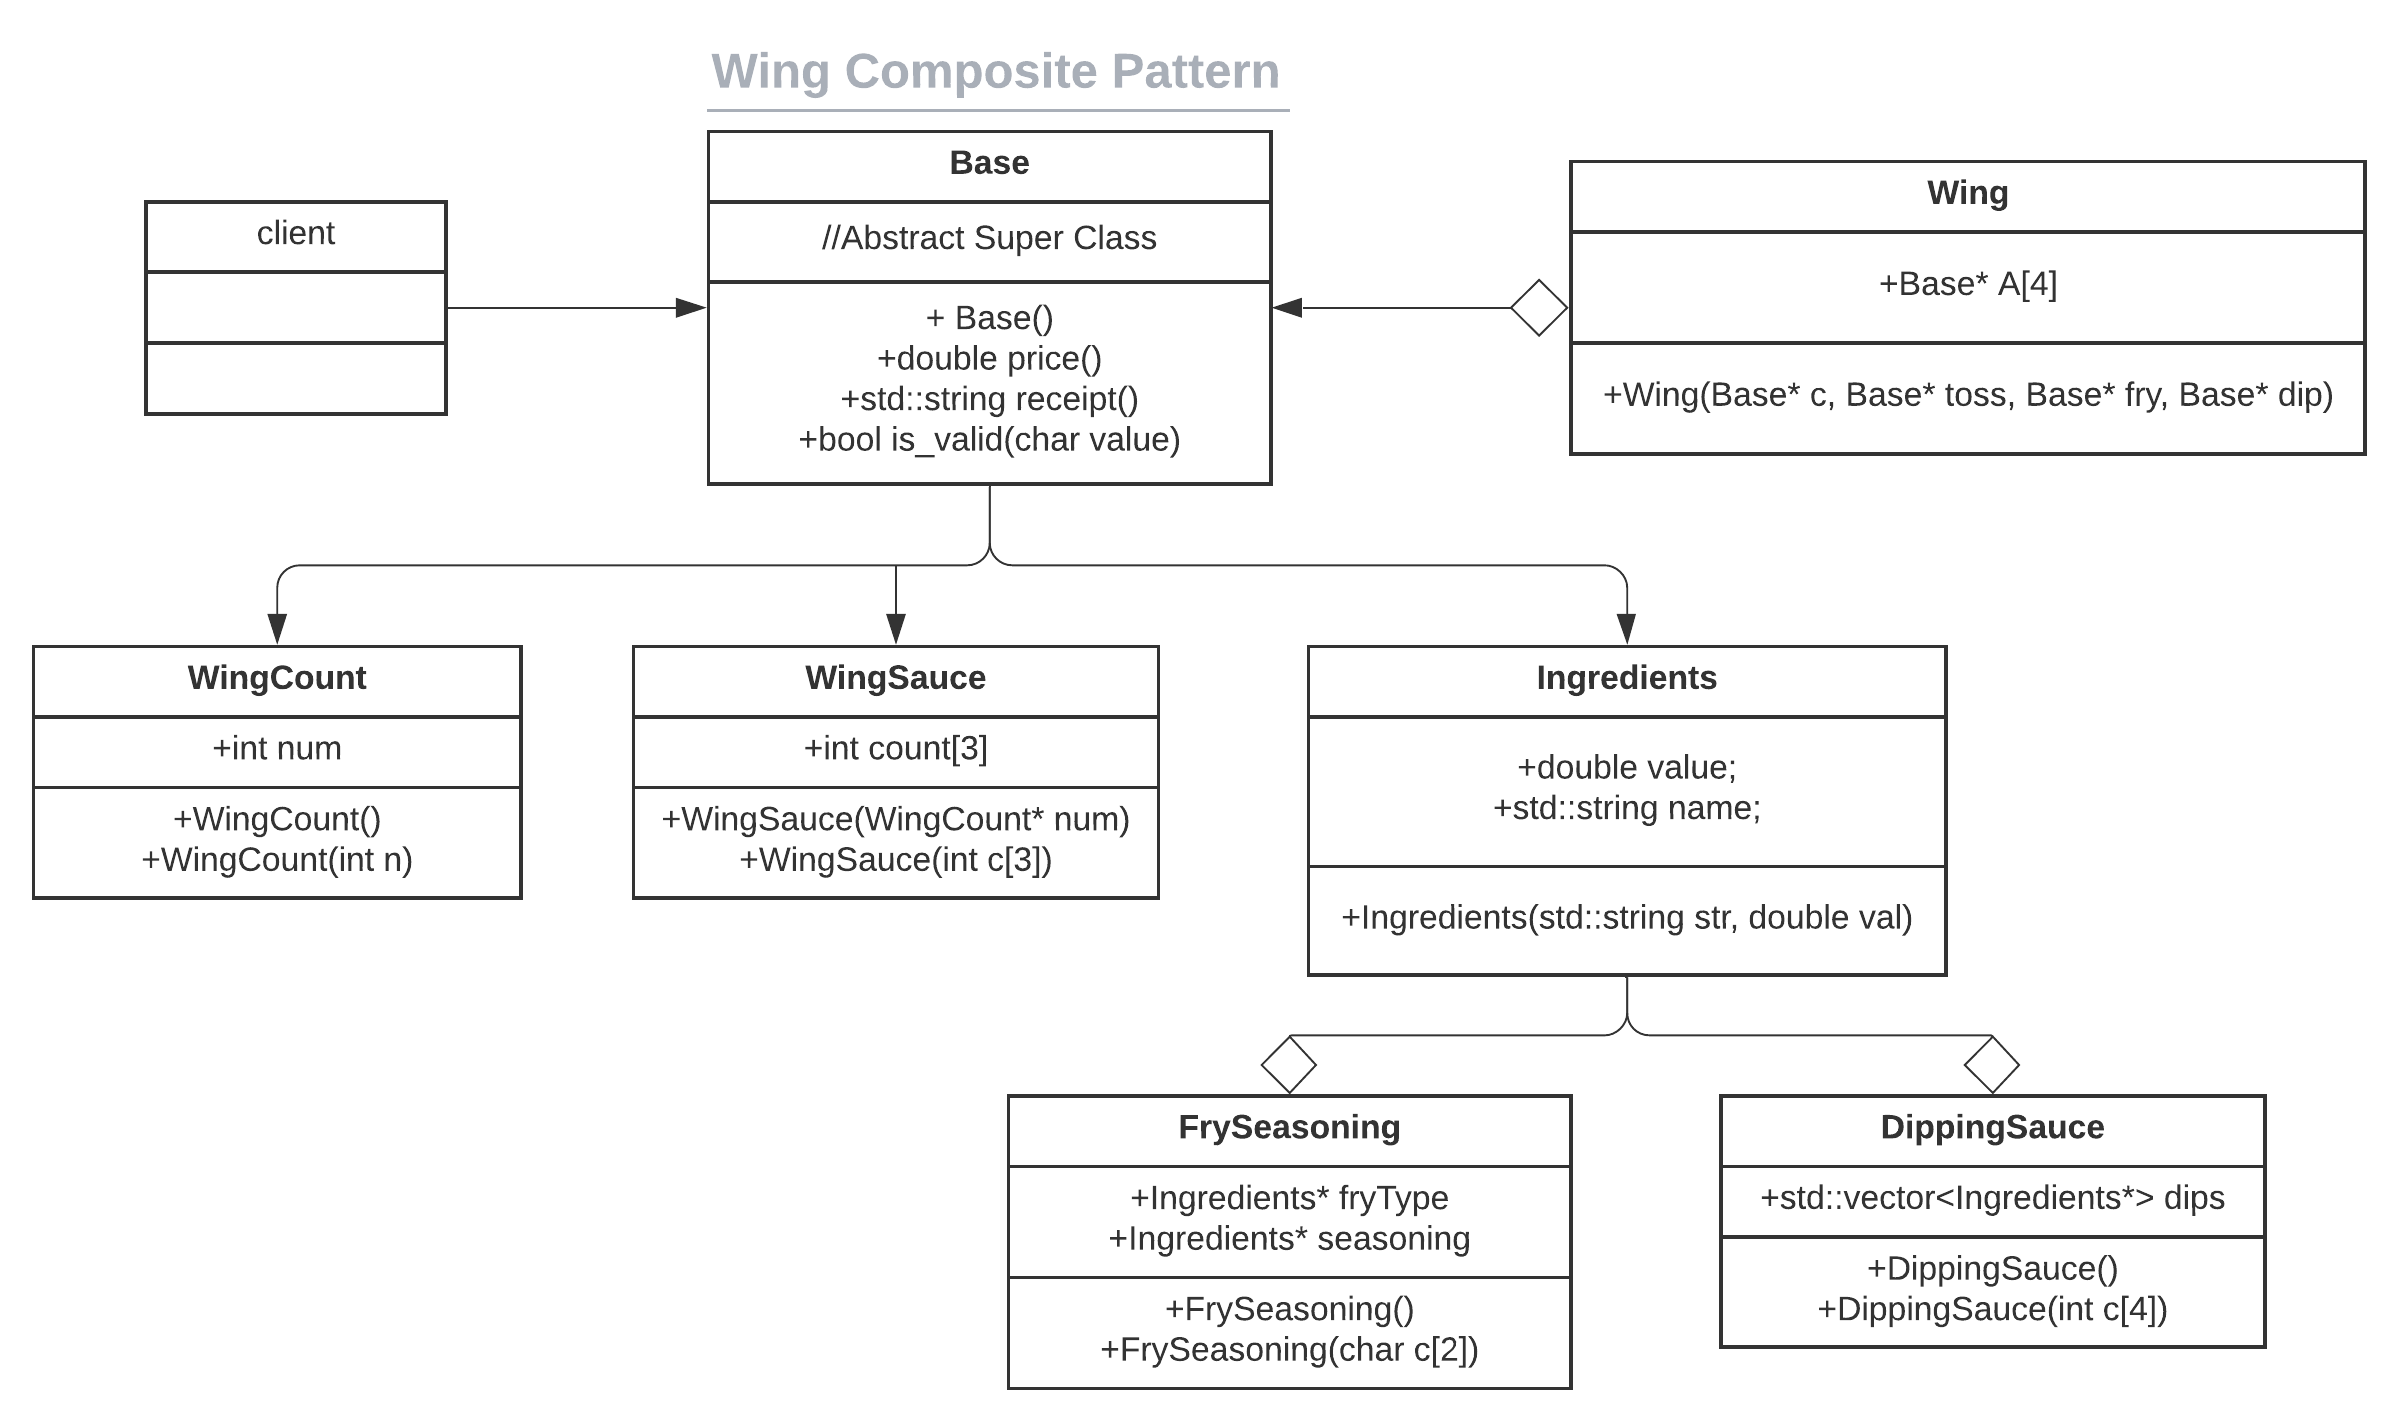 Wing Composite Pattern
client
Base
//Abstract Super Class
+ Base()
+double price()
+std::string receipt()
+bool is_valid(char value)
Wing
+Base* A[4]
+Wing(Base* c, Base* toss, Base* fry, Base* dip)
WingCount
+int num
+WingCount()
+WingCount(int n)
WingSauce
+int count[3]
+WingSauce(WingCount* num)
+WingSauce(int c[3])
Ingredients
+double value;
+std::string name;
+Ingredients(std::string str, double val)
FrySeasoning
+Ingredients* fryType
+Ingredients* seasoning
+FrySeasoning()
+FrySeasoning(char c[2])
DippingSauce
+std::vector<Ingredients*> dips
+DippingSauce()
+DippingSauce(int c[4])